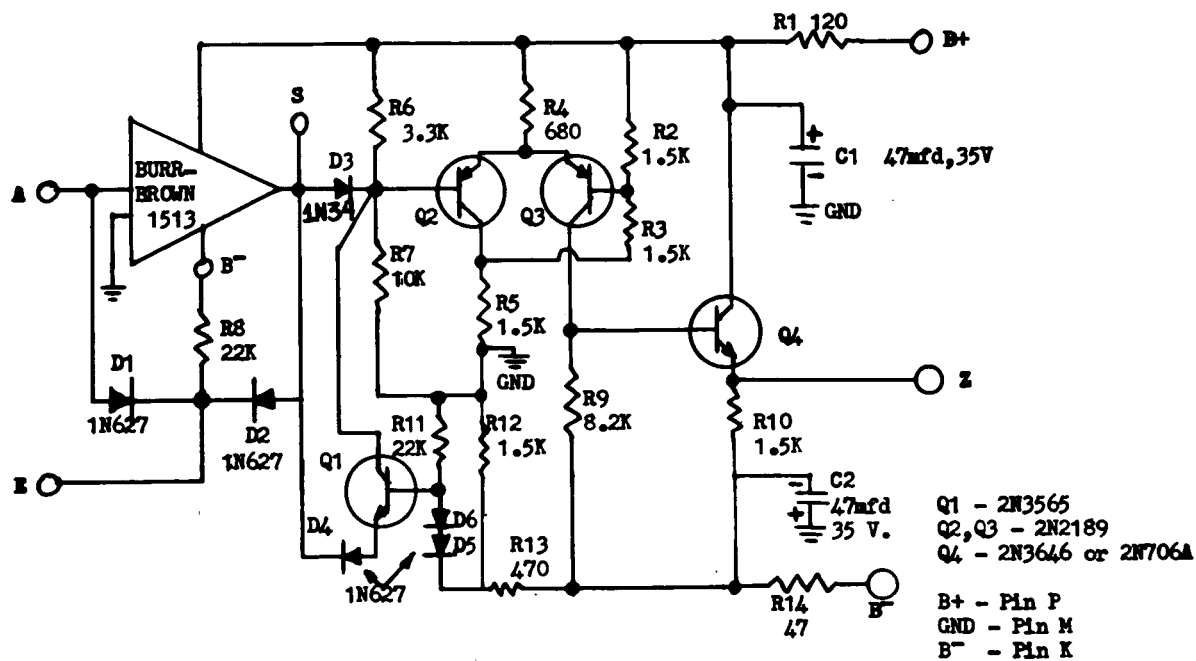 R1 120
B+
S
R6
3.3K
R4
680
R2
1.5K
C1 47mfd,35V
+
-
GND
A
BURR-
BROWN
1513
D3
1N34
Q2
Q3
R3
1.5K
B-
R7
10K
R8
22K
R5
1.5K
GND
Q4
Z
D1
1N627
D2
1N627
R11
22K
R12
1.5K
R9
8.2K
R10
1.5K
E
Q1
D4
D6
D5
1N627
R13
470
-
C2
47mfd
+
35 V.
R14
47
B-
Q1 - 2N3565
Q2,Q3 - 2N2189
Q4 - 2N3646 or 2N706A
B+ - Pin P
GND - Pin M
B- - Pin K